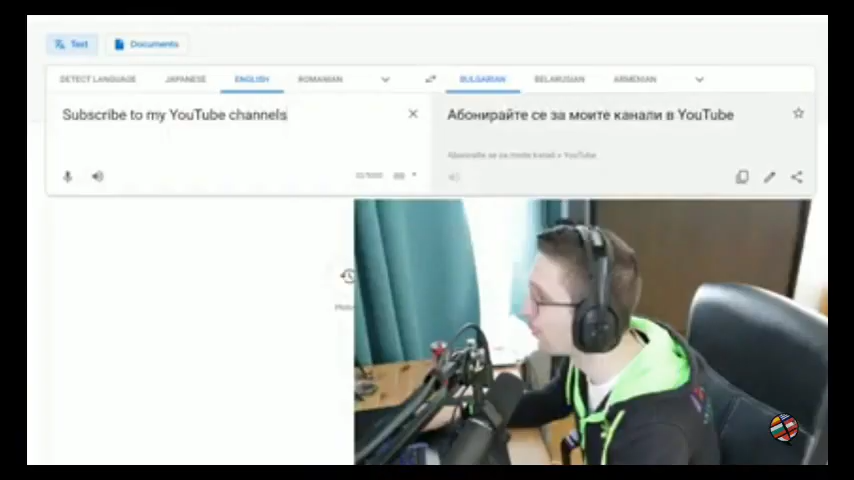 Text
Documents
DETECT LANGUAGE
JAPANESE
ENGLISH
ROMANIAN
BULGARIAN
BELARUSIAN
ARMENIAN
Subscribe to my YouTube channels
Абонирайте се за моите канали в YouTube